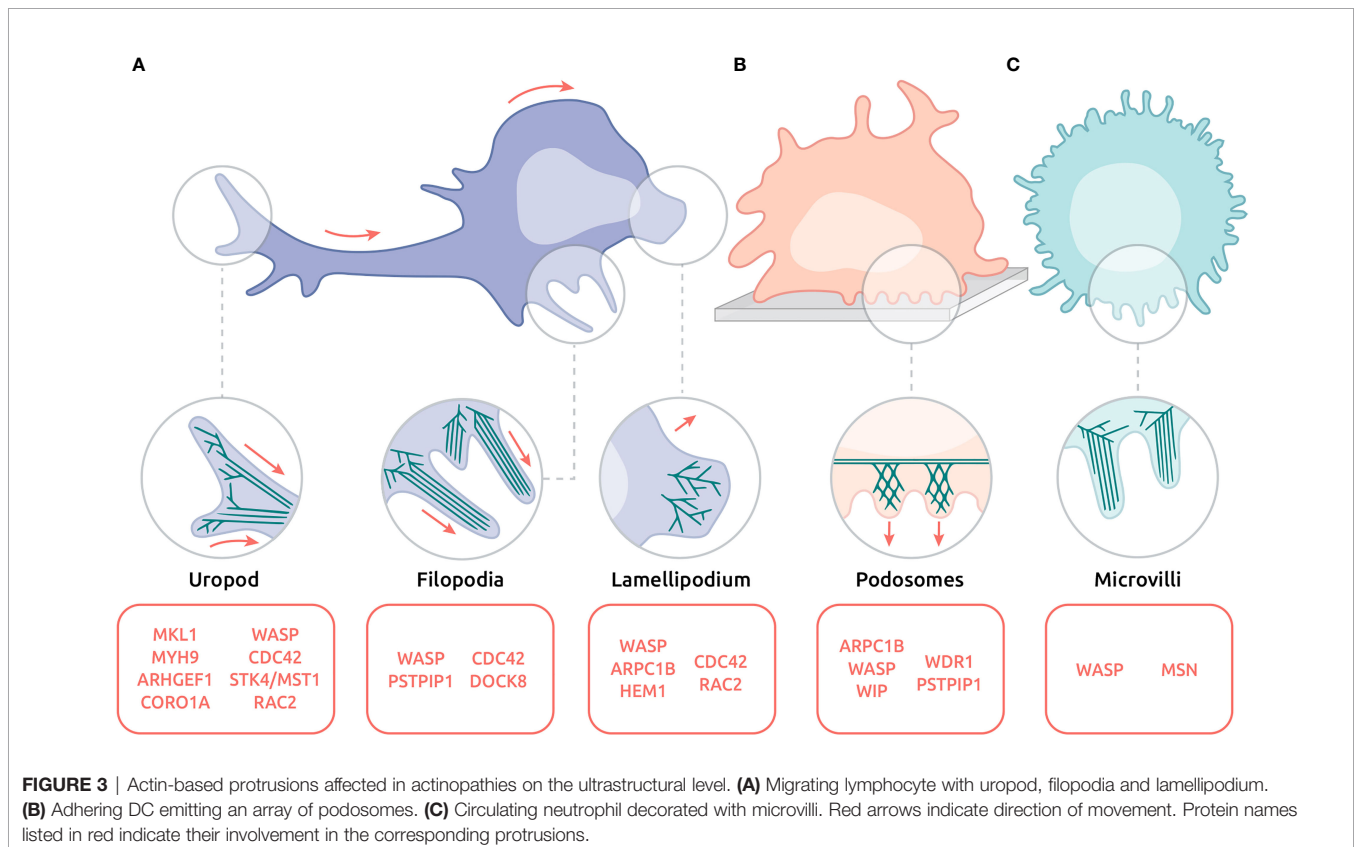 A
B
C
Uropod
Filopodia
Lamellipodium
Podosomes
Microvilli
MKL1
MYH9
ARHGEF1
CORO1A
WASP
CDC42
STK4/MST1
RAC2
WASP
PSTPIP1
CDC42
DOCK8
WASP
ARPC1B
HEM1
CDC42
RAC2
ARPC1B
WASP
WIP
WDR1
PSTPIP1
WASP
MSN
FIGURE 3 | Actin-based protrusions affected in actinopathies on the ultrastructural level. (A) Migrating lymphocyte with uropod, filopodia and lamellipodium.
(B) Adhering DC emitting an array of podosomes. (C) Circulating neutrophil decorated with microvilli. Red arrows indicate direction of movement. Protein names
listed in red indicate their involvement in the corresponding protrusions.